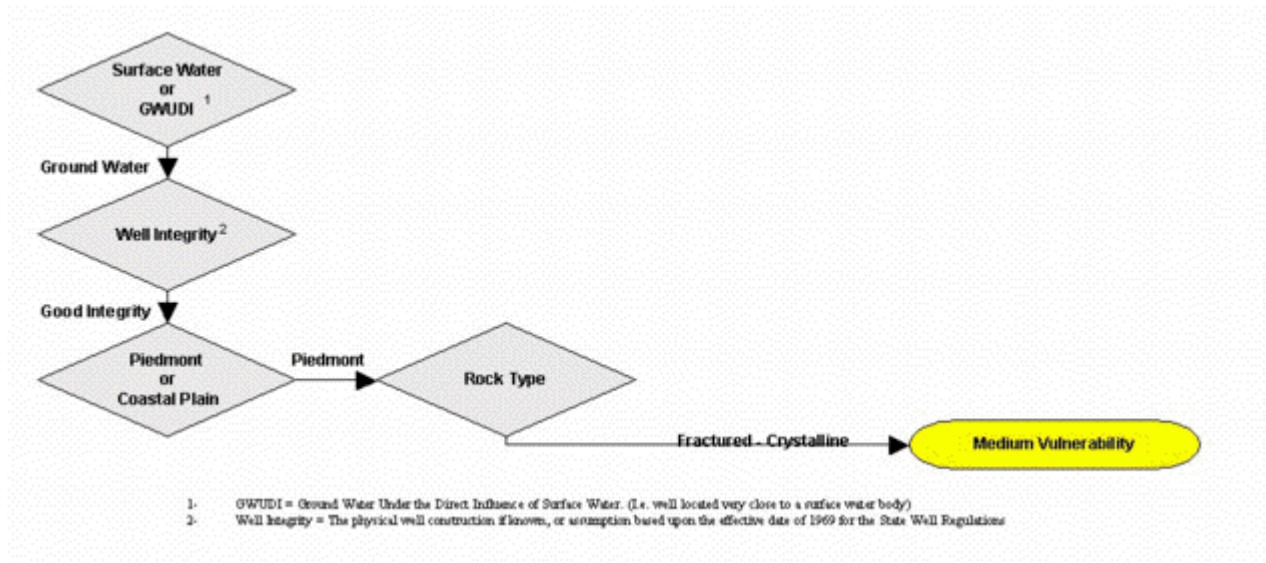 Surface Water
or
GWUDI 1
Ground Water
Well Integrity 2
Good Integrity
Piedmont
or
Coastal Plain
Piedmont
Rock Type
Fractured - Crystalline
Medium Vulnerability
1- GWUDI = Ground Water Under the Direct Influence of Surface Water. (I.e. well located very close to a surface water body)
2- Well Integrity = The physical well construction if known, or assumption based upon the effective date of 1969 for the State Well Regulations